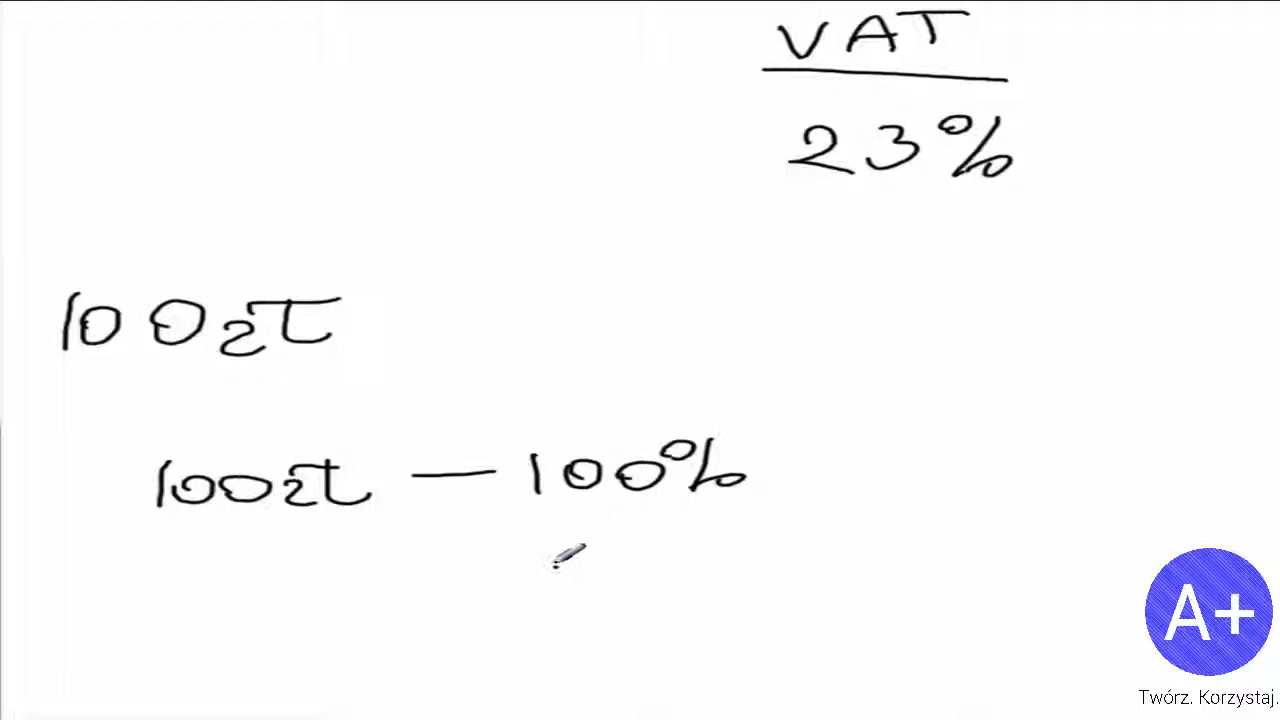 VAT
23%
100zł
100zł — 100%
A+
Twórz. Korzystaj.